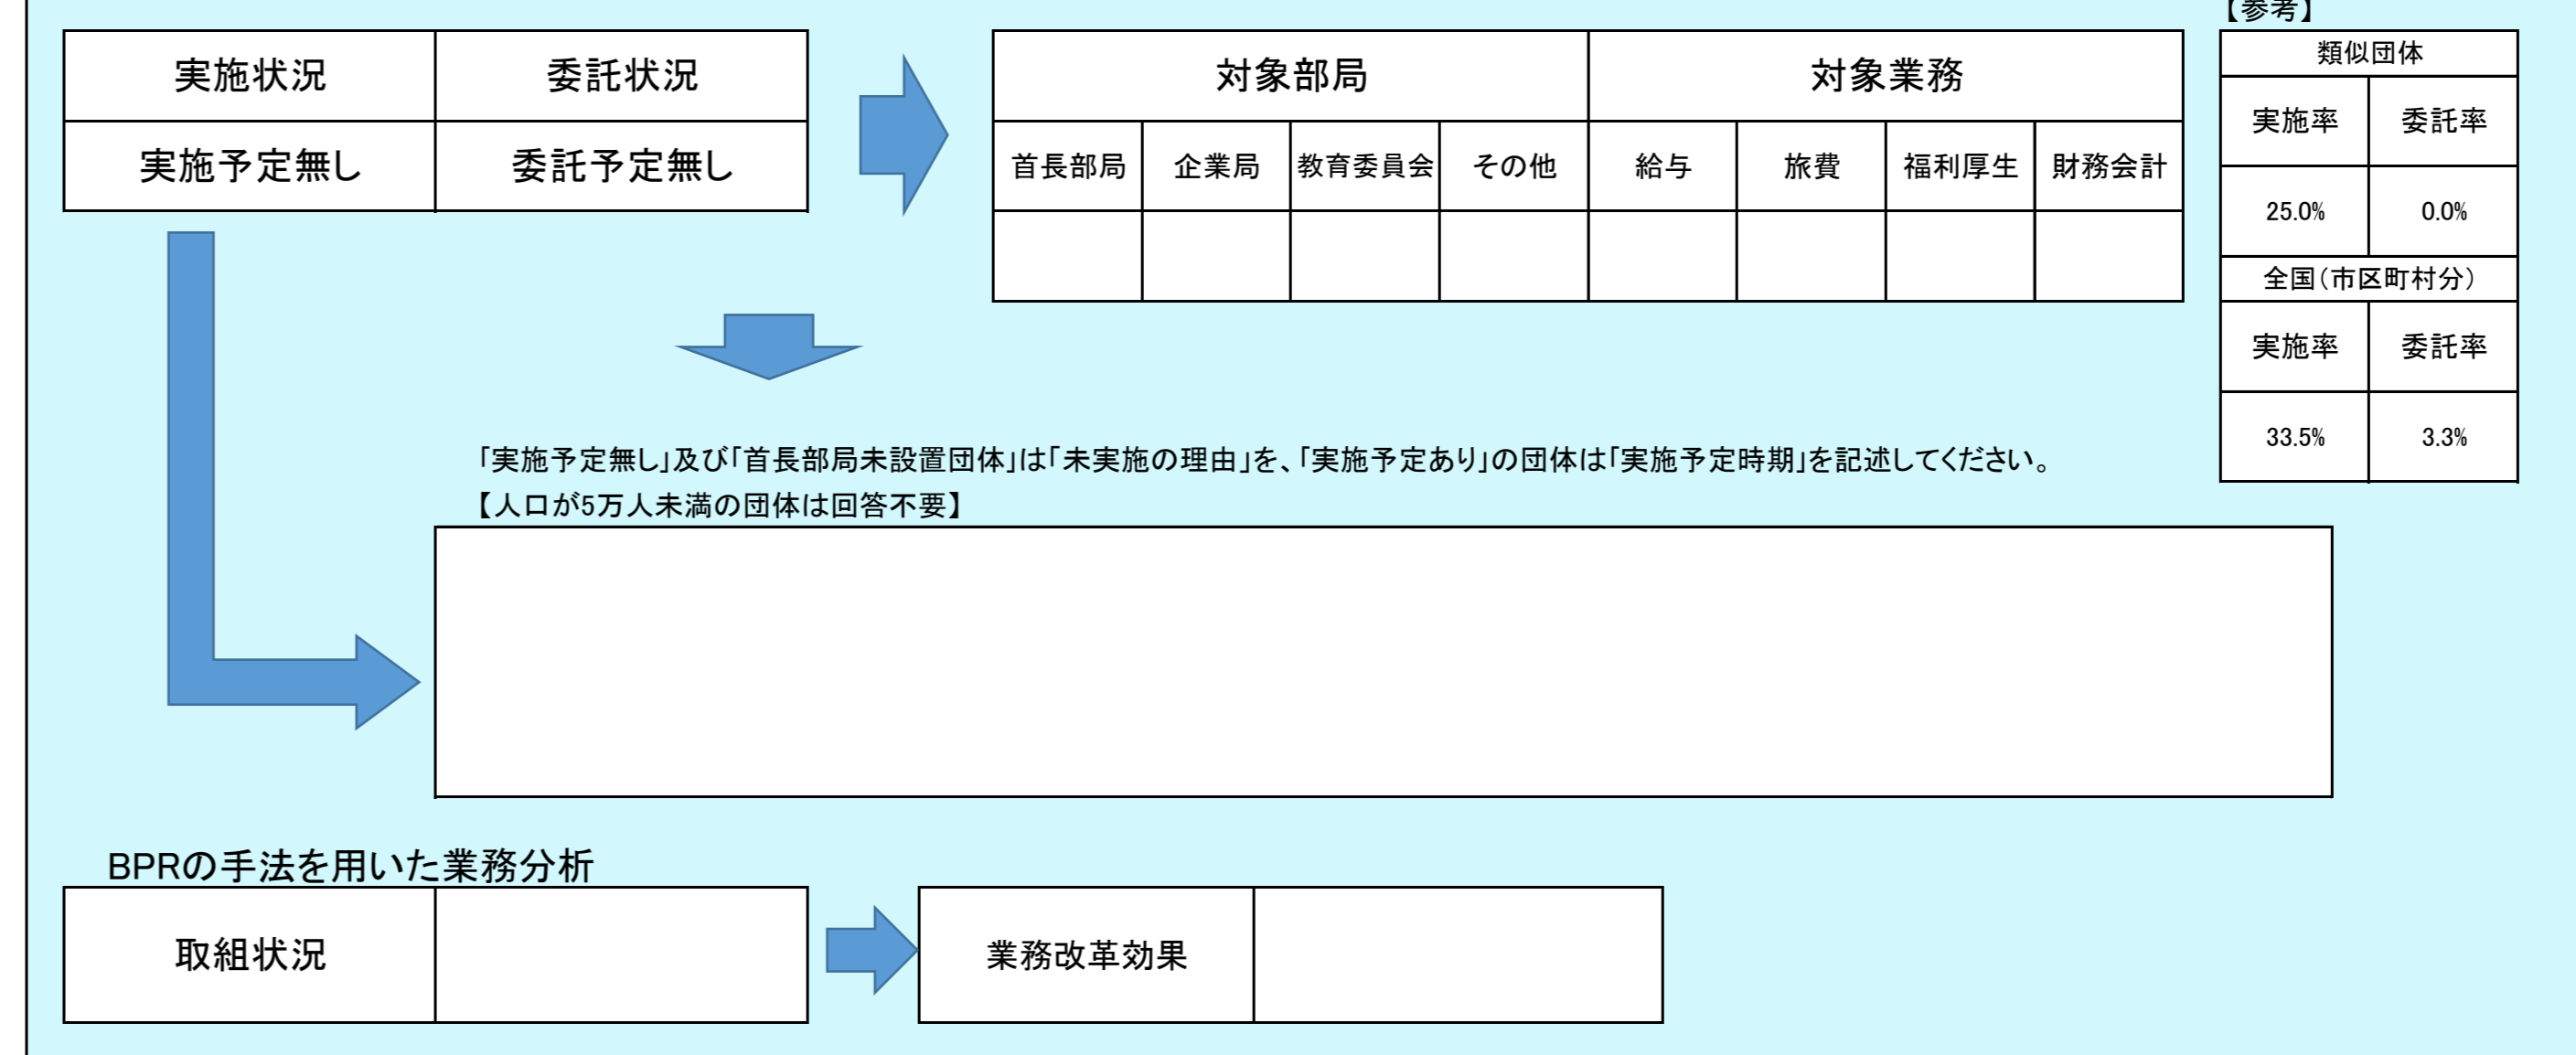 【参考】
実施状況 委託状況
実施予定無し 委託予定無し
対象部局 対象業務
首長部局 企業局 教育委員会 その他 給与 旅費 福利厚生 財務会計
類似団体
実施率 委託率
25.0% 0.0%
全国(市区町村分)
実施率 委託率
33.5% 3.3%
「実施予定無し」及び「首長部局未設置団体」は「未実施の理由」を、「実施予定あり」の団体は「実施予定時期」を記述してください。
【人口が5万人未満の団体は回答不要】
BPRの手法を用いた業務分析
取組状況 業務改革効果